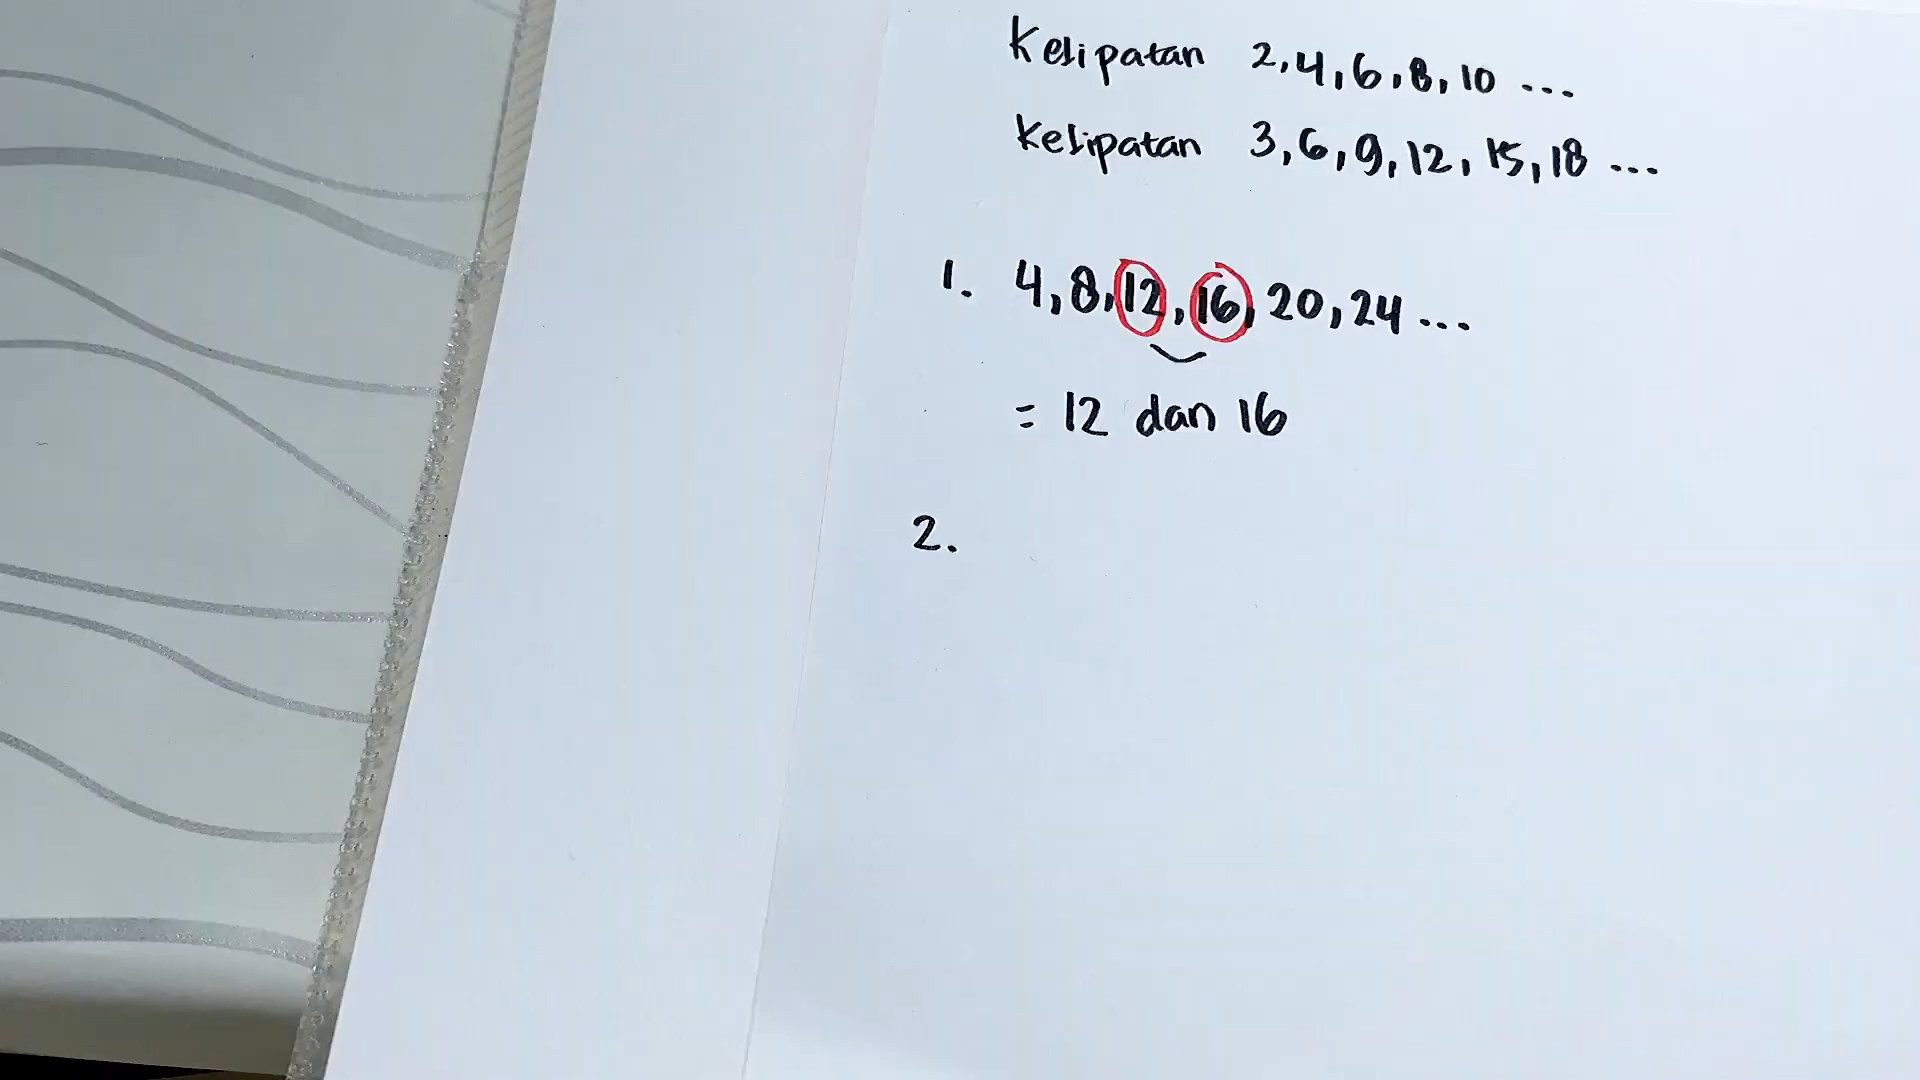 Kelipatan 2, 4, 6, 8, 10 ...
Kelipatan 3, 6, 9, 12, 15, 18 ...
1. 4, 8, 12, 16, 20, 24 ...
= 12 dan 16
2.